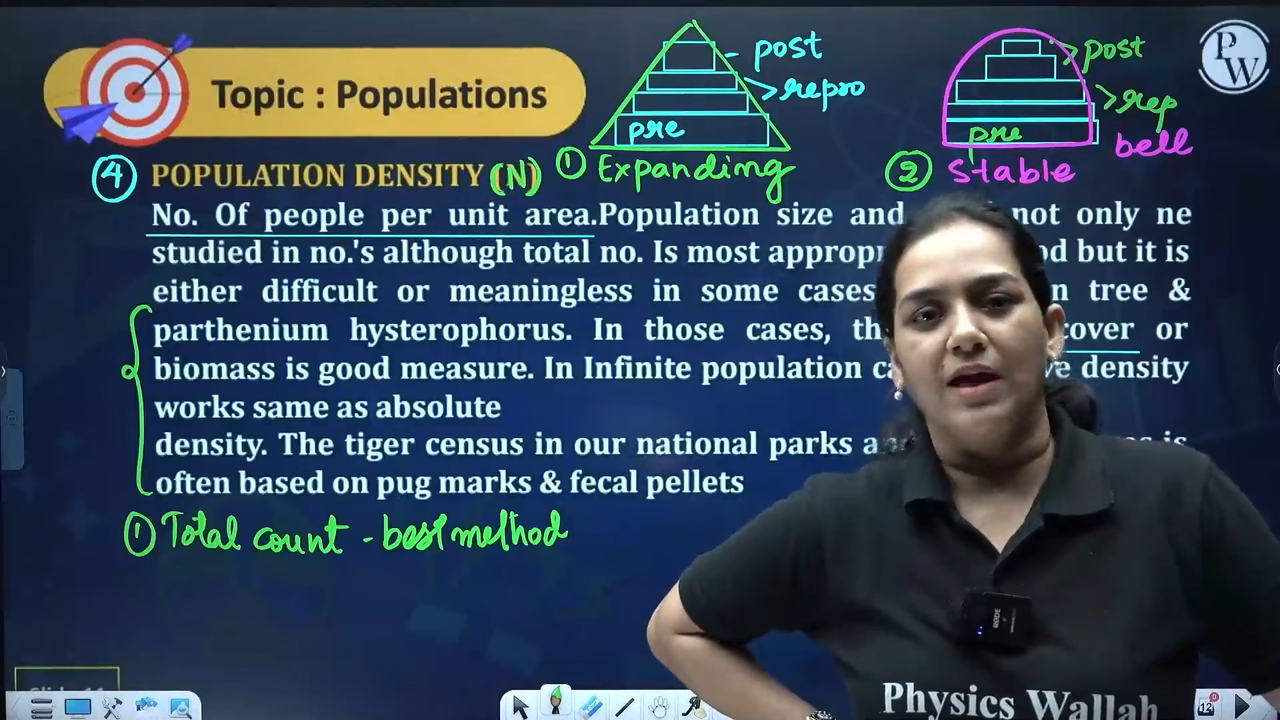 Topic : Populations
post
repro
pre
① Expanding
post
rep
pre
bell
② Stable
PW
④ POPULATION DENSITY (N)
No. Of people per unit area.Population size and not only ne
studied in no.'s although total no. Is most but it is
either difficult or meaningless in some cases tree &
parthenium hysterophorus. In those cases, cover or
biomass is good measure. In Infinite population density
works same as absolute
density. The tiger census in our national parks is
often based on pug marks & fecal pellets
① Total count - best method
RODE
Physics Wallah
12